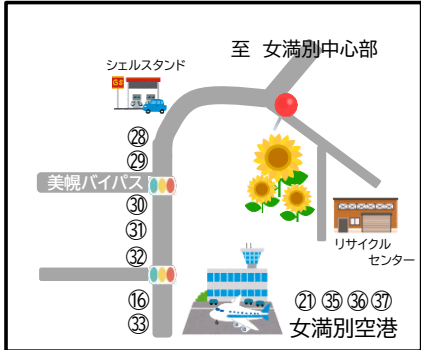 至 女満別中心部
シェルスタンド
GS
㉘
㉙
美幌バイパス
㉚
㉛
㉜
リサイクル
センター
⑯
㉑ ㉟ ㊱ ㊲
㉝
女満別空港